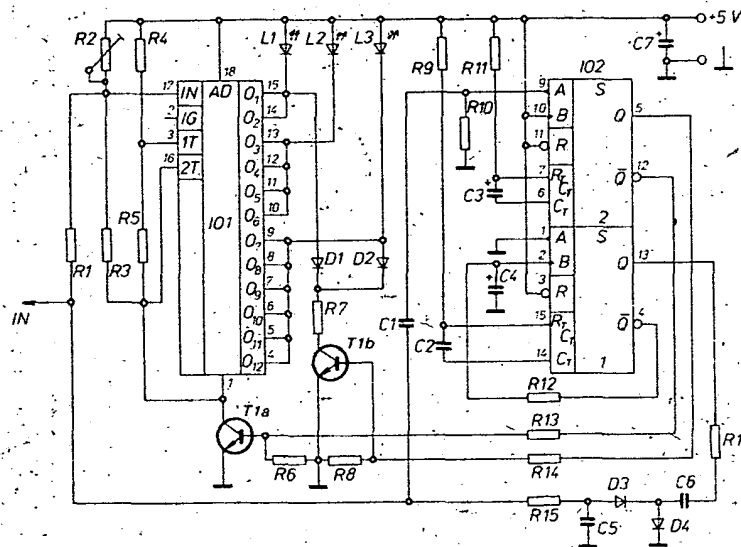 +5 V
R2
R4
L1
L2
L3
R9
R11
C7
IO2
17
18
IN
AD
O1
15
IG
2
O2
14
3
1T
O3
13
16
2T
O4
12
O5
11
O6
10
IO1
O7
9
O8
8
O9
7
O10
6
O11
5
O12
4
1
R1
R3
R5
IN
D1
D2
R7
T1b
T1a
R6
R8
C1
R10
9
A
S
Q
5
10
B
11
R
Q
12
7
RT
CT
C3
6
CT
2
1
A
S
2
B
Q
13
C4
3
R
Q
4
15
RT
CT
C2
14
CT
1
R12
R13
R14
R1
R15
D3
C6
C5
D4